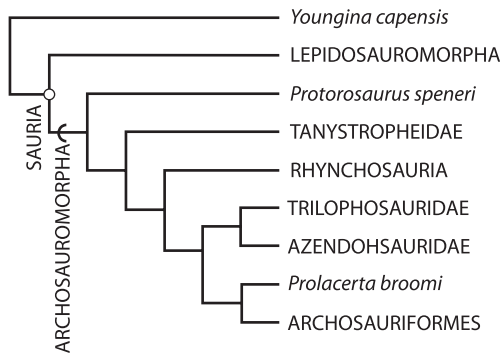 Youngina capensis
LEPIDOSAUROMORPHA
Protorosaurus speneri
TANYSTROPHEIDAE
RHYNCHOSAURIA
TRILOPHOSAURIDAE
AZENDOHSAURIDAE
Prolacerta broomi
ARCHOSAURIFORMES
SAURIA
ARCHOSAUROMORPHA